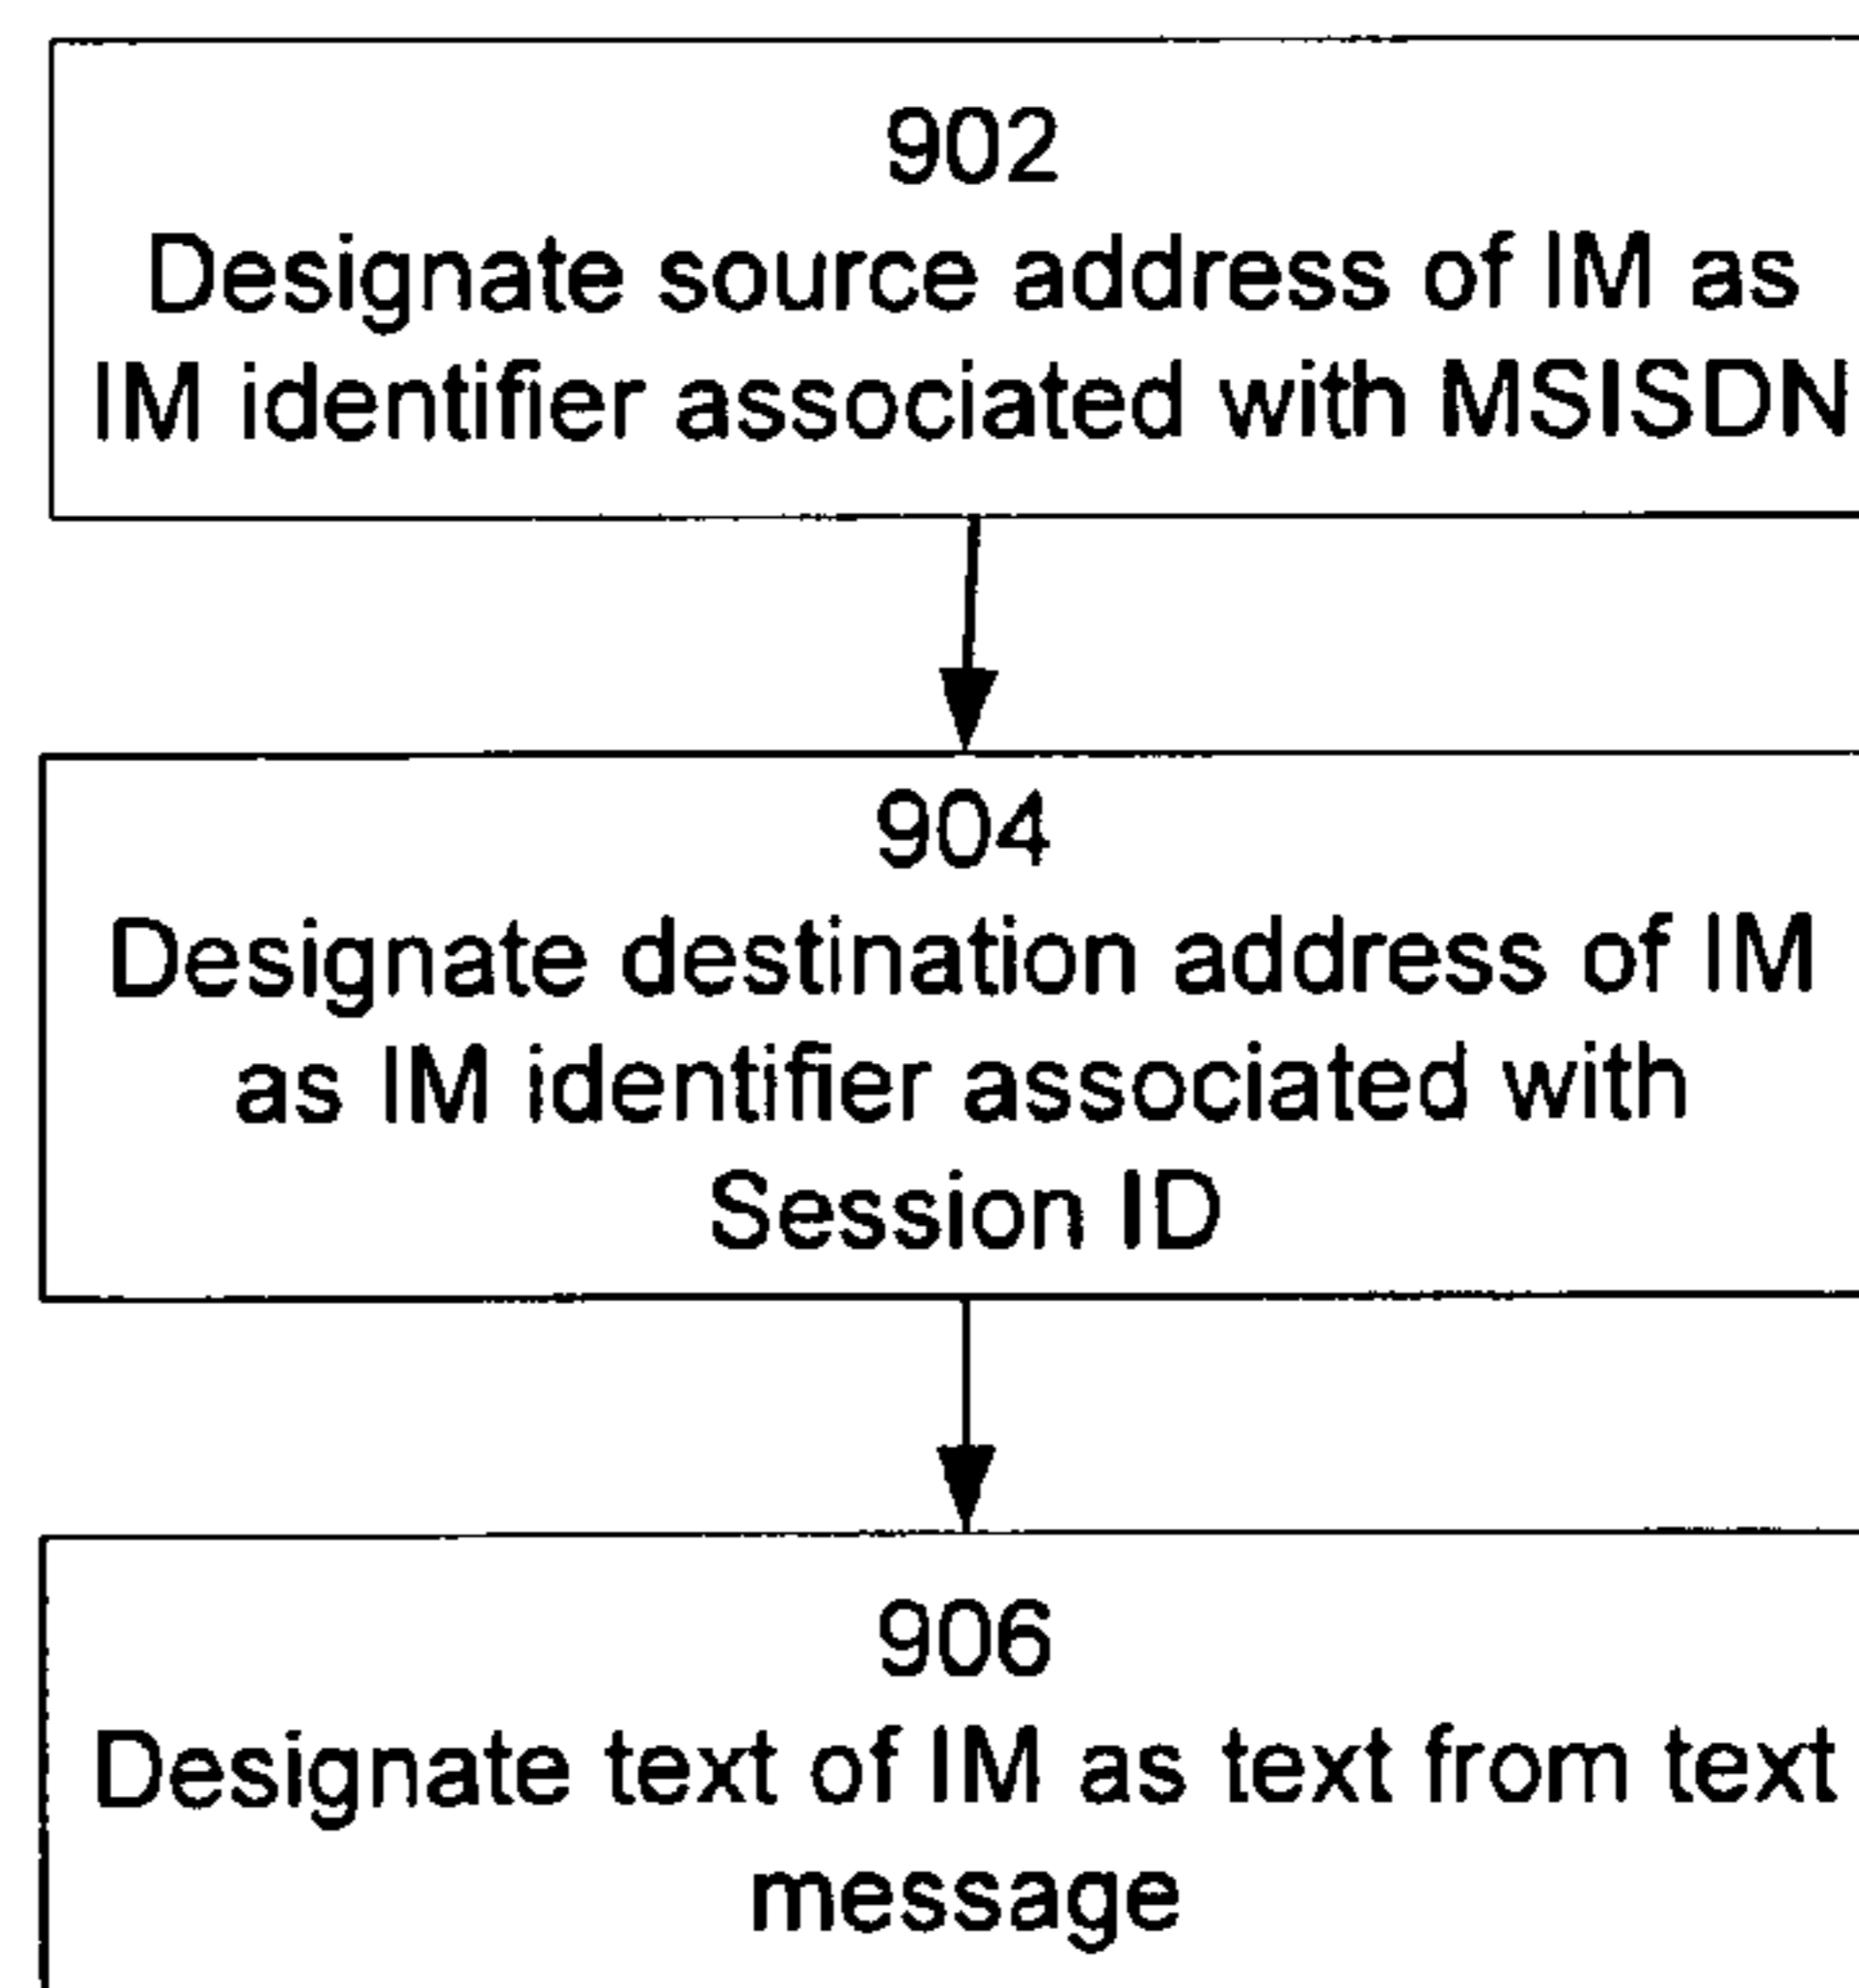 902
Designate source address of IM as
IM identifier associated with MSISDN
904
Designate destination address of IM
as IM identifier associated with
Session ID
906
Designate text of IM as text from text
message